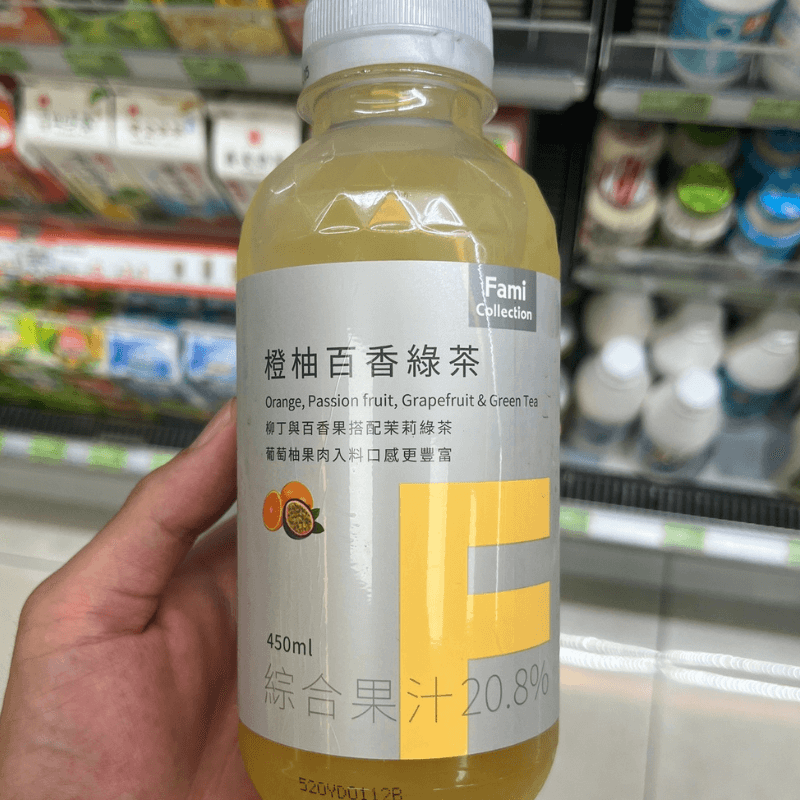 Fami
Collection
橙柚百香綠茶
Orange, Passion fruit, Grapefruit & Green Tea
柳丁與百香果搭配茉莉綠茶
葡萄柚果肉入料口感更豐富
450ml
綜合果汁20.8%
520YD0112B